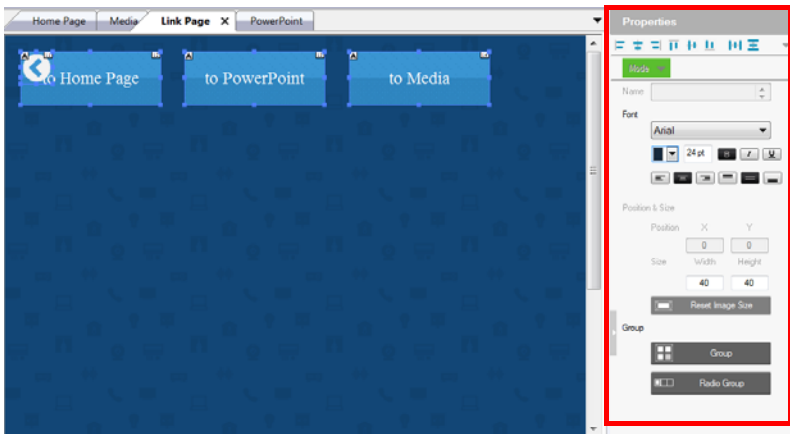 Home Page Media Link Page X PowerPoint
to Home Page to PowerPoint to Media
Properties
Mode
Name
Font
Arial
24 pt B I U
Position & Size
Position X Y
0 0
Size Width Height
40 40
Reset Image Size
Group
Group
Radio Group